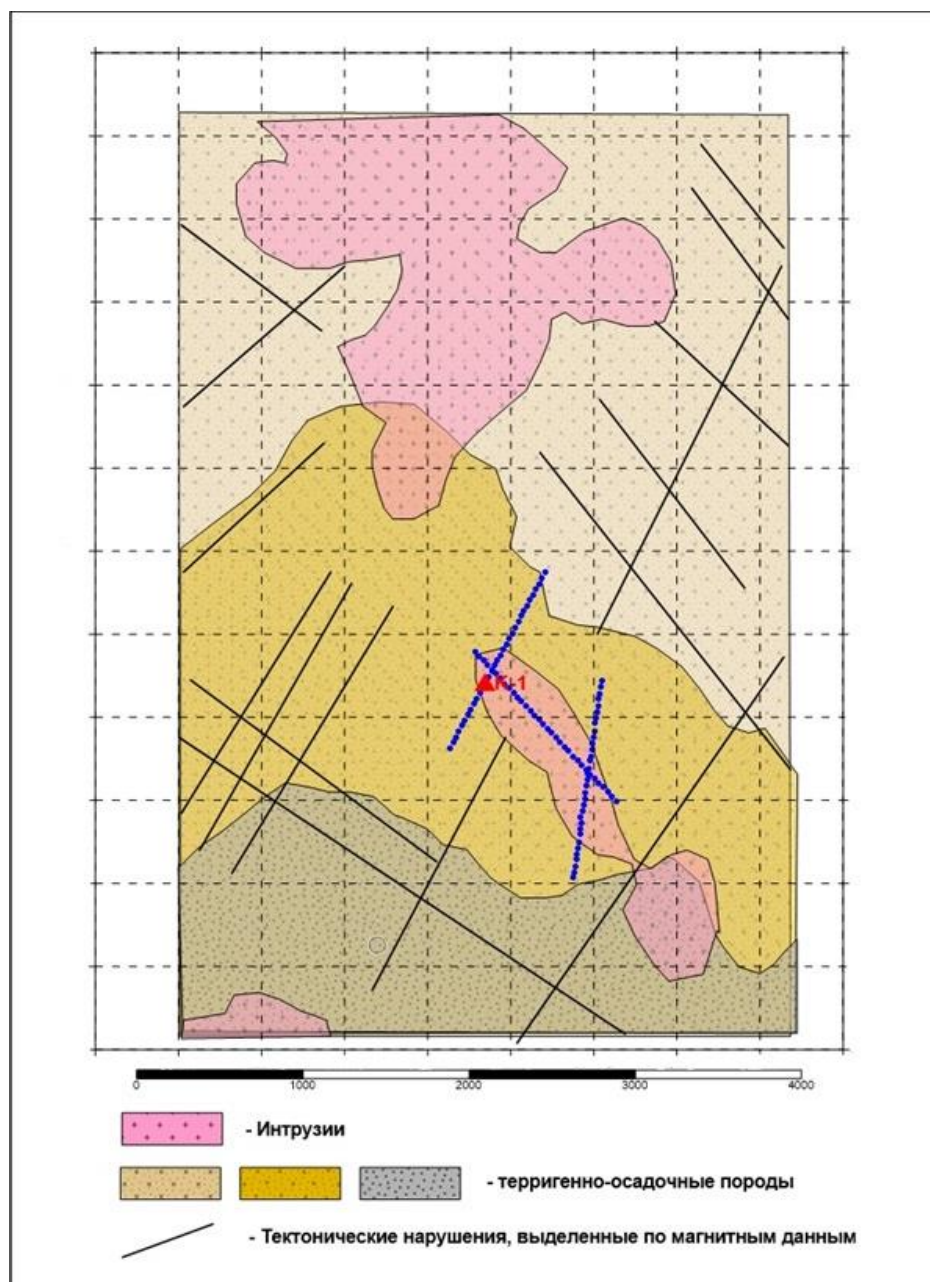 К-1
0 1000 2000 3000 4000
- Интрузии
- терригенно-осадочные породы
- Тектонические нарушения, выделенные по магнитным данным